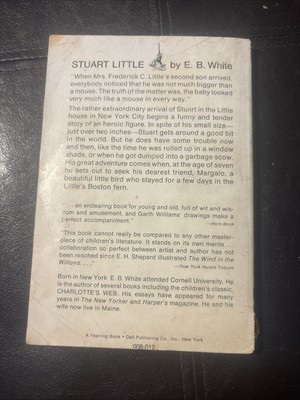 STUART LITTLE by E. B. White
"When Mrs. Frederick C. Little's second son arrived,
everybody noticed that he was not much bigger than
a mouse. The truth of the matter was, the baby looked
very much like a mouse in every way."
The rather extraordinary arrival of Stuart in the Little
house in New York City begins a funny and tender
story of an heroic figure. In spite of his small size—
just over two inches—Stuart gets around a good bit
in the world. But he does have some trouble now
and then, like the time he was rolled up in a window
shade, or when he got dumped into a garbage scow.
His great adventure comes when, at the age of seven
he sets out to seek his dearest friend, Margalo, a
beautiful little bird who stayed for a few days in the
Little's Boston fern.
. . . an endearing book for young and old, full of wit and wis-
dom and amusement, and Garth Williams' drawings make a
perfect accompaniment."
—Horn Book
"This book cannot really be compared to any other master-
piece of children's literature. It stands on its own merits . . .
collaboration so perfect between artist and author has not
been reached since E. H. Shepard illustrated The Wind in the
Willows. . . ."
—New York Herald Tribune
Born in New York E. B. White attended Cornell University. He
is the author of several books including the children's classic,
CHARLOTTE'S WEB. His essays have appeared for many
years in The New Yorker and Harper's magazine. He and his
wife now live in Maine.
A Yearling Book • Dell Publishing Co., Inc., New York
008-012